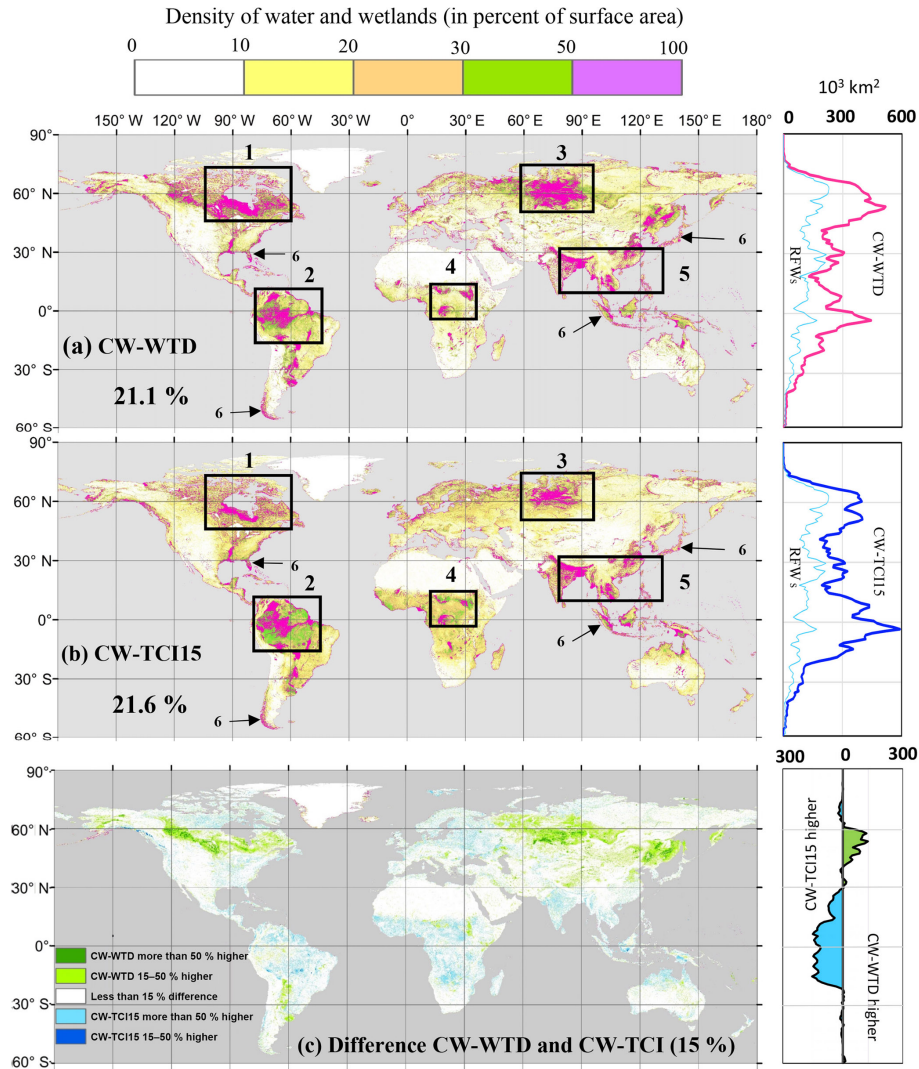 Density of water and wetlands (in percent of surface area)
0 10 20 30 50 100
10³ km²
0 300 600
150° W 120° W 90° W 60° W 30° W 0° 30° E 60° E 90° E 120° E 150° E 180°
90°
60° N
30° N
0°
30° S
60° S
1
2
3
4
5
6
6
6
6
(a) CW-WTD
21.1 %
RFWs
CW-WTD
90°
60° N
30° N
0°
30° S
60° S
1
2
3
4
5
6
6
6
6
(b) CW-TCI15
21.6 %
RFW s
CW-TCI15
300 0 300
90°
60° N
30° N
0°
30° S
60° S
CW-WTD more than 50 % higher
CW-WTD 15–50 % higher
Less than 15 % difference
CW-TCI15 more than 50 % higher
CW-TCI15 15–50 % higher
(c) Difference CW-WTD and CW-TCI (15 %)
CW-TCI15 higher
CW-WTD higher